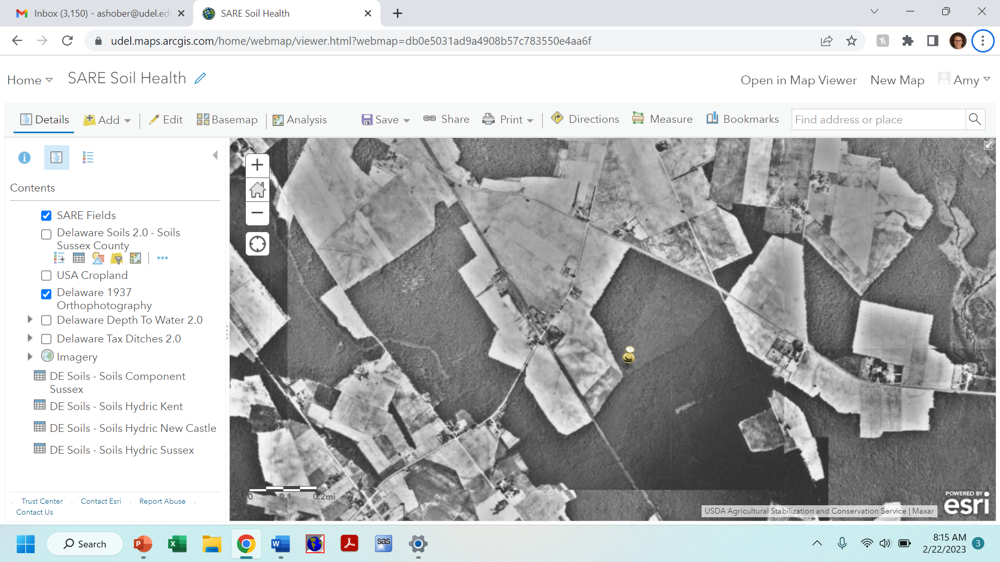 Inbox (3,150) - ashober@udel.ed
SARE Soil Health
udel.maps.arcgis.com/home/webmap/viewer.html?webmap=db0e5031ad9a4908b57c783550e4aa6f
Home
SARE Soil Health
Open in Map Viewer
New Map
Amy
Details
Add
Edit
Basemap
Analysis
Save
Share
Print
Directions
Measure
Bookmarks
Find address or place
Contents
SARE Fields
Delaware Soils 2.0 - Soils
Sussex County
USA Cropland
Delaware 1937
Orthophotography
Delaware Depth To Water 2.0
Delaware Tax Ditches 2.0
Imagery
DE Soils - Soils Component
Sussex
DE Soils - Soils Hydric Kent
DE Soils - Soils Hydric New Castle
DE Soils - Soils Hydric Sussex
Trust Center
Contact Esri
Report Abuse
Contact Us
0 0.1 0.2mi
POWERED BY
esri
USDA Agricultural Stabilization and Conservation Service | Maxar
Search
P
X
W
sas
8:15 AM
2/22/2023
3